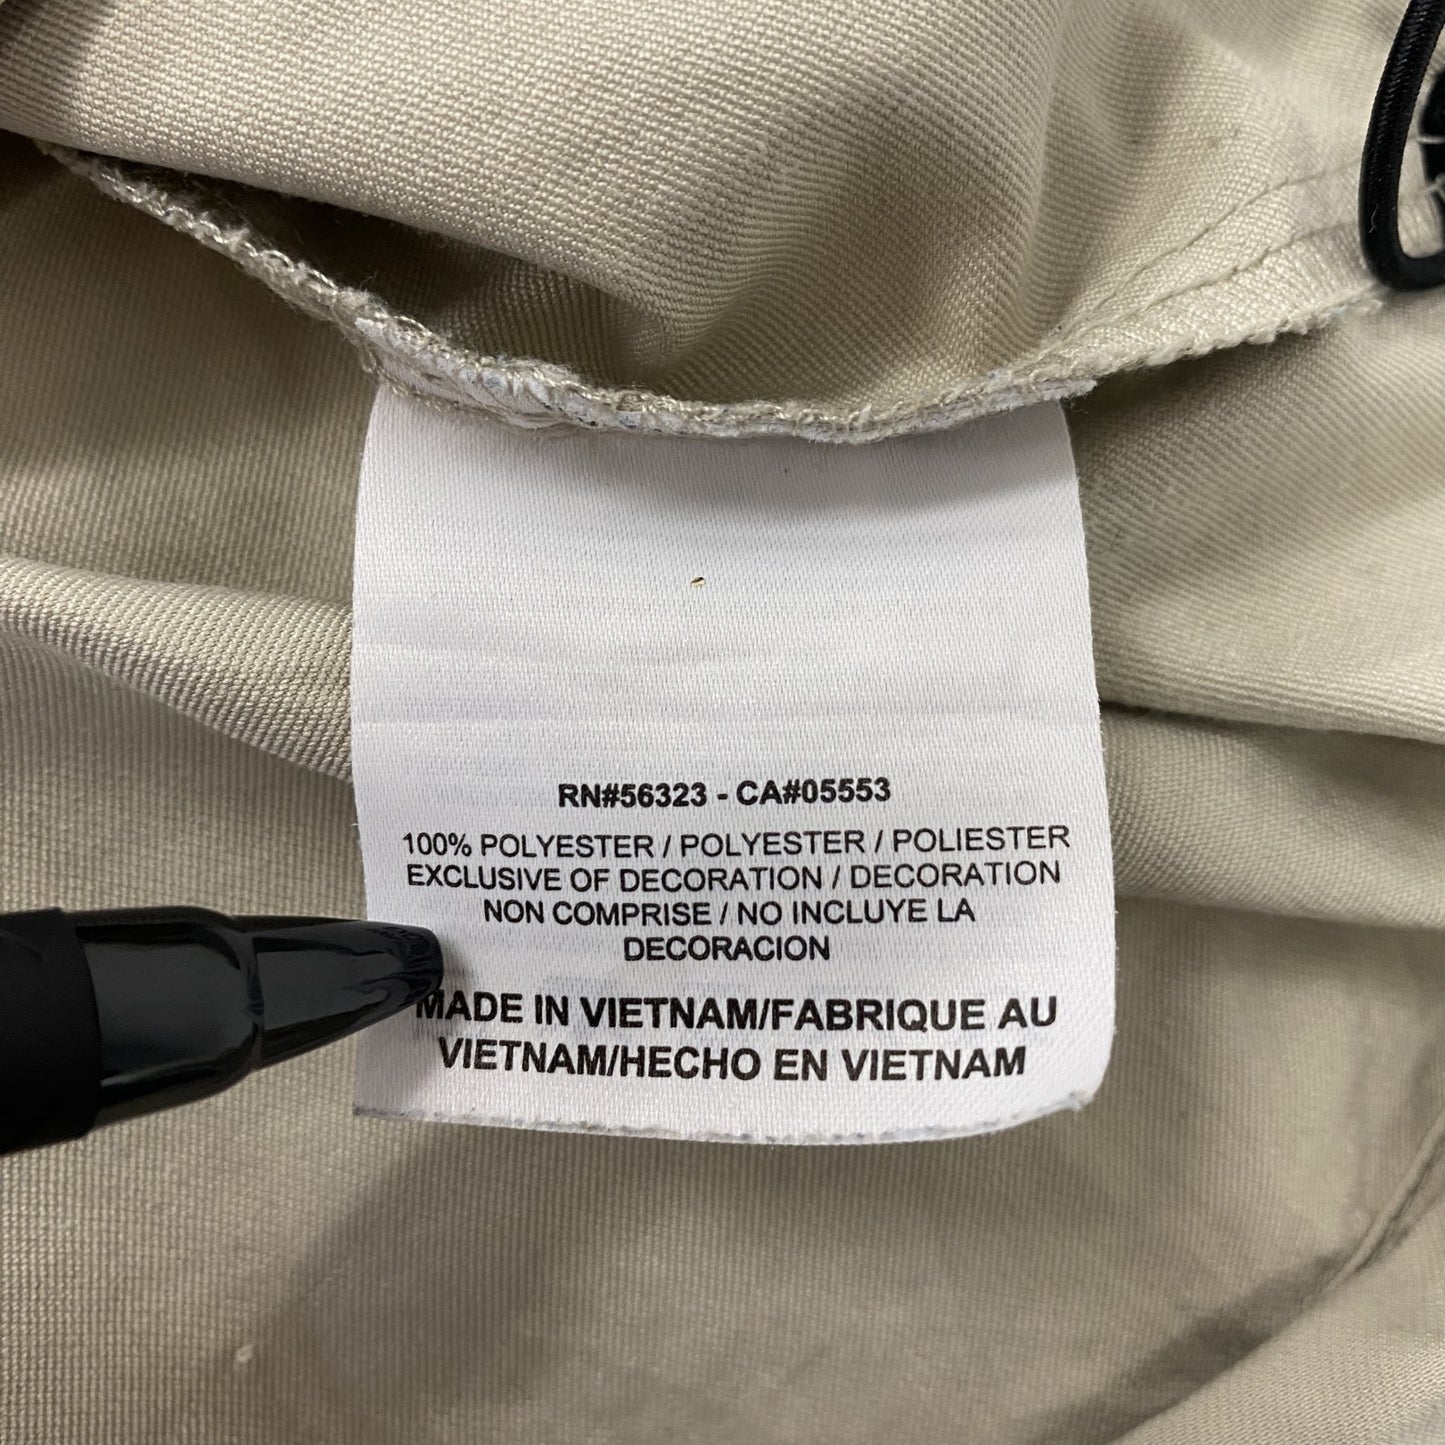 RN#56323 - CA#05553
100% POLYESTER / POLYESTER / POLIESTER
EXCLUSIVE OF DECORATION / DECORATION
NON COMPRISE / NO INCLUYE LA
DECORACION
MADE IN VIETNAM/FABRIQUE AU
VIETNAM/HECHO EN VIETNAM